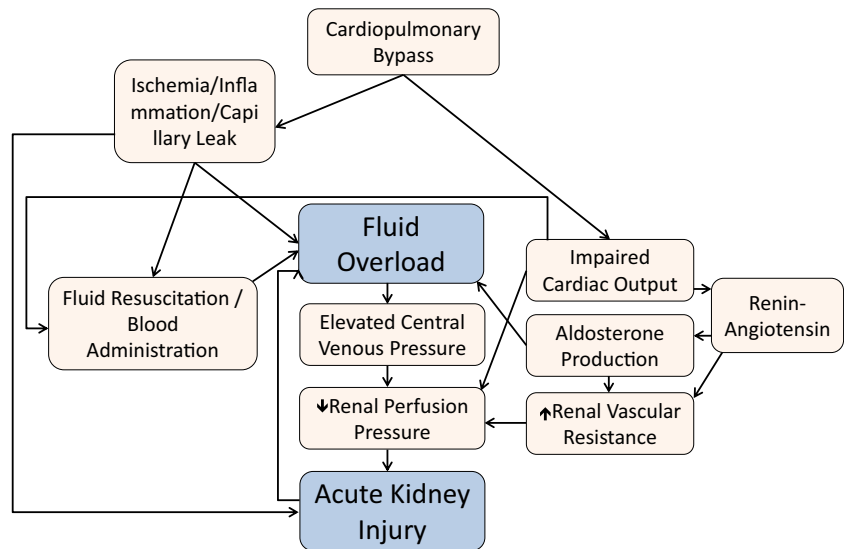 Cardiopulmonary
Bypass
Ischemia/Infla
mmation/Capi
llary Leak
Fluid
Overload
Impaired
Cardiac Output
Fluid Resuscitation /
Blood
Administration
Renin-
Angiotensin
Elevated Central
Venous Pressure
Aldosterone
Production
↓Renal Perfusion
Pressure
↑Renal Vascular
Resistance
Acute Kidney
Injury